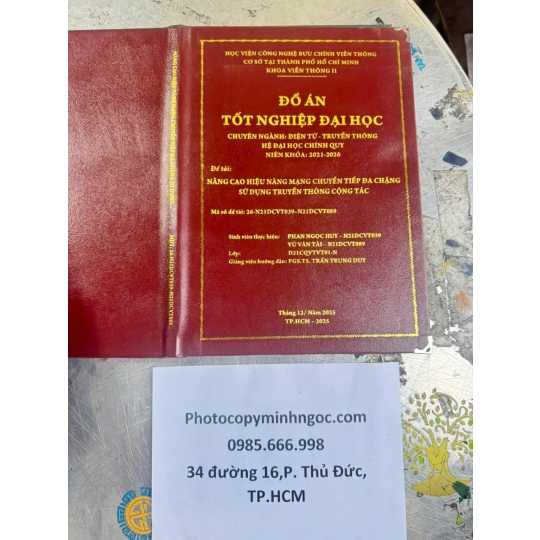 HỌC VIỆN CÔNG NGHỆ BƯU CHÍNH VIỄN THÔNG
CƠ SỞ TẠI THÀNH PHỐ HỒ CHÍ MINH
KHOA VIỄN THÔNG II
ĐỒ ÁN
TỐT NGHIỆP ĐẠI HỌC
CHUYÊN NGÀNH: ĐIỆN TỬ - TRUYỀN THÔNG
HỆ ĐẠI HỌC CHÍNH QUY
NIÊN KHÓA: 2021-2026
Đề tài:
NÂNG CAO HIỆU NĂNG MẠNG CHUYỂN TIẾP ĐA CHẶNG
SỬ DỤNG TRUYỀN THÔNG CỘNG TÁC
Mã số đề tài: 26-N21DCVT039-N21DCVT089
Sinh viên thực hiện: PHAN NGỌC HUY - N21DCVT039
VŨ VĂN TÀI - N21DCVT089
Lớp: D21CQVTVT01-N
Giảng viên hướng dẫn: PGS.TS. TRẦN TRUNG DUY
Tháng 12/ Năm 2025
TP.HCM - 2025
Photocopyminhngoc.com
0985.666.998
34 đường 16,P. Thủ Đức,
TP.HCM